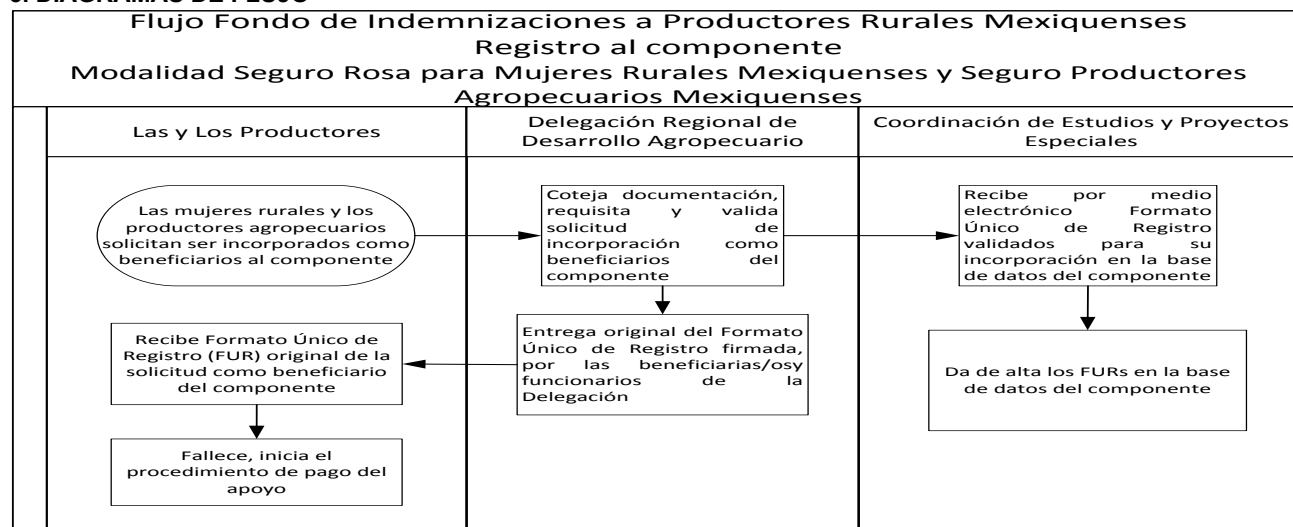 Flujo Fondo de Indemnizaciones a Productores Rurales Mexiquenses
Registro al componente
Modalidad Seguro Rosa para Mujeres Rurales Mexiquenses y Seguro Productores
Agropecuarios Mexiquenses
Las y Los Productores
Delegación Regional de
Desarrollo Agropecuario
Coordinación de Estudios y Proyectos
Especiales
Las mujeres rurales y los
productores agropecuarios
solicitan ser incorporados como
beneficiarios al componente
Coteja documentación,
requisita y valida
solicitud de
incorporación como
beneficiarios del
componente
Recibe por medio
electrónico Formato
Único de Registro
validados para su
incorporación en la base
de datos del componente
Recibe Formato Único de
Registro (FUR) original de la
solicitud como beneficiario
del componente
Entrega original del Formato
Único de Registro firmada,
por las beneficiarias/osy
funcionarios de la
Delegación
Da de alta los FURs en la base
de datos del componente
Fallece, inicia el
procedimiento de pago del
apoyo